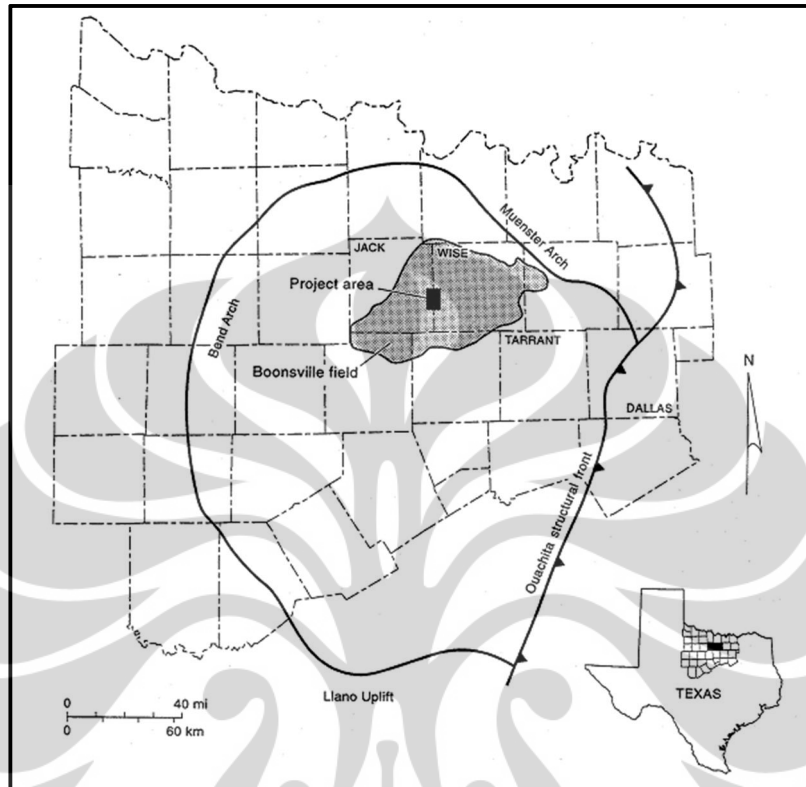 Muenster Arch
JACK
WISE
Project area
Bend Arch
TARRANT
Boonsville field
N
DALLAS
Ouachita structural front
0 40 mi
0 60 km
Llano Uplift
TEXAS